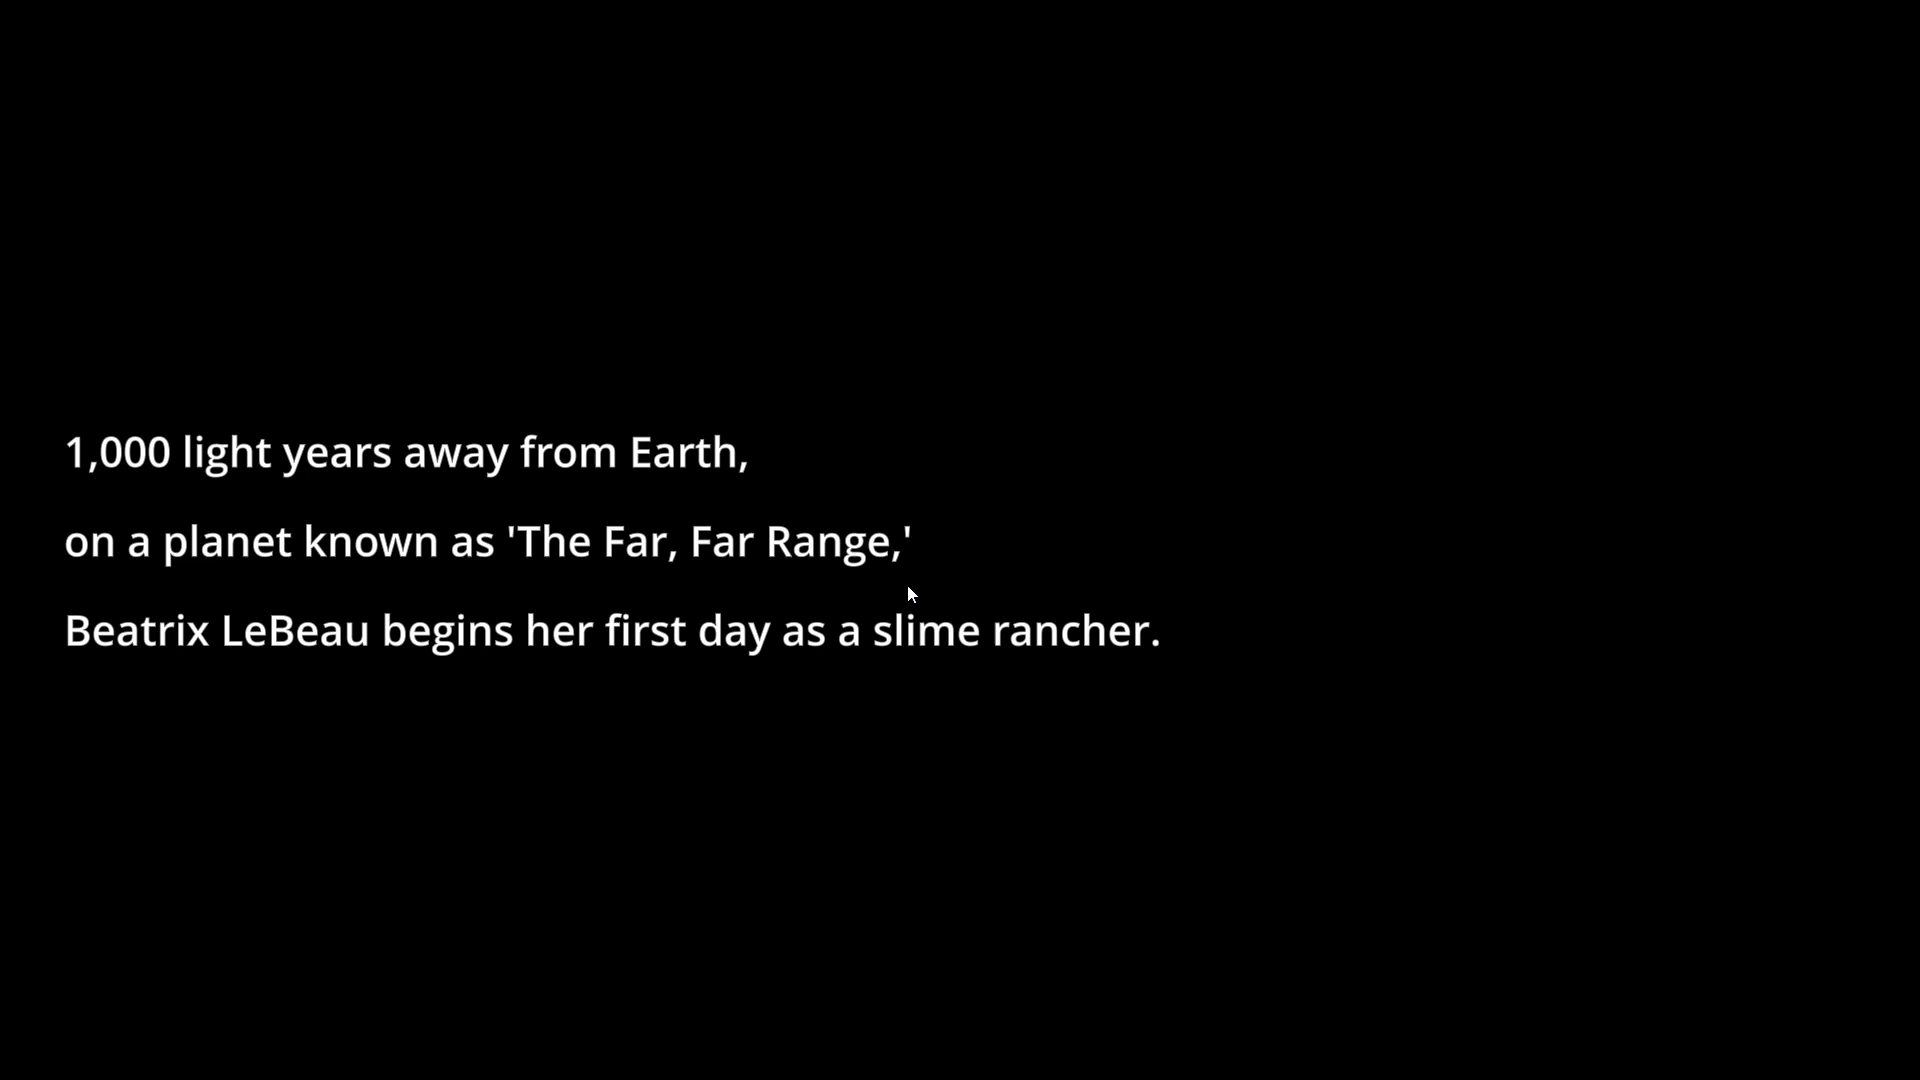 1,000 light years away from Earth,
on a planet known as 'The Far, Far Range,'
Beatrix LeBeau begins her first day as a slime rancher.